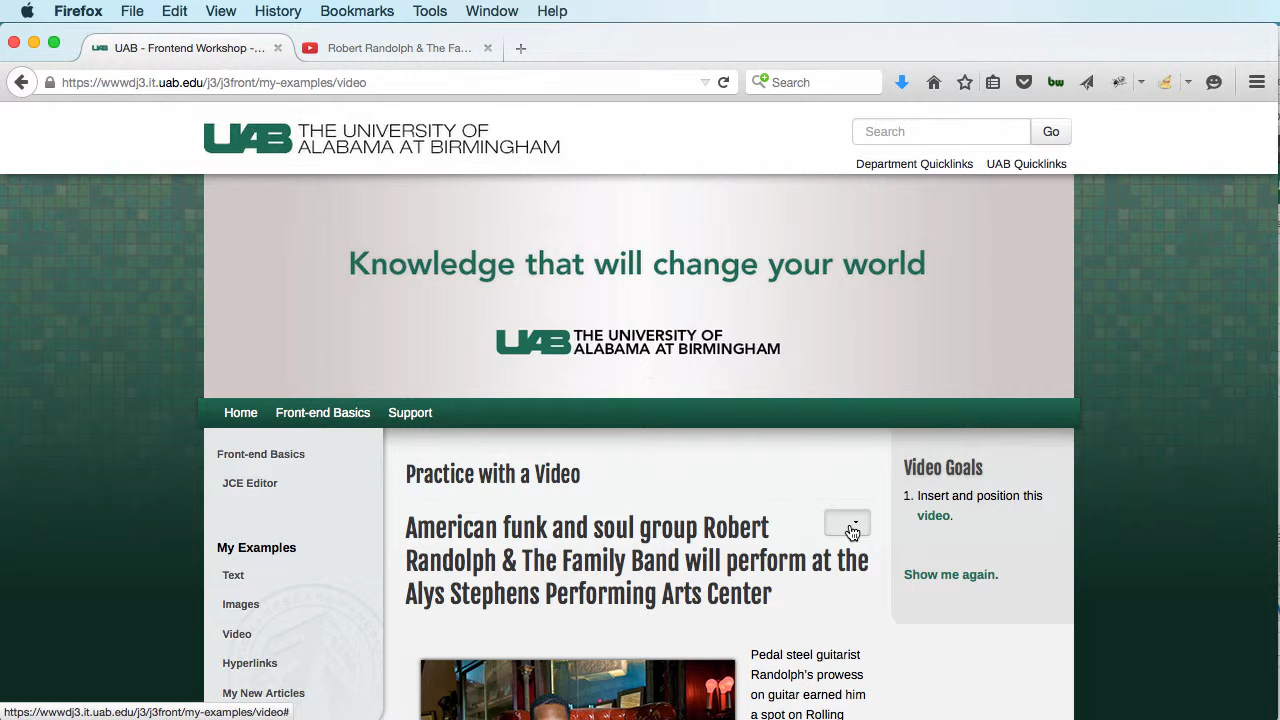 Firefox File Edit View History Bookmarks Tools Window Help
UAB - Frontend Workshop -... Robert Randolph & The Fa...
https://wwwdj3.it.uab.edu/j3/j3front/my-examples/video
Search
bw
UAB THE UNIVERSITY OF
ALABAMA AT BIRMINGHAM
Search Go
Department Quicklinks UAB Quicklinks
Knowledge that will change your world
UAB THE UNIVERSITY OF
ALABAMA AT BIRMINGHAM
Home Front-end Basics Support
Front-end Basics
JCE Editor
My Examples
Text
Images
Video
Hyperlinks
My New Articles
Practice with a Video
American funk and soul group Robert
Randolph & The Family Band will perform at the
Alys Stephens Performing Arts Center
Pedal steel guitarist
Randolph's prowess
on guitar earned him
a spot on Rolling
Video Goals
1. Insert and position this
video.
Show me again.
https://wwwdj3.it.uab.edu/j3/j3front/my-examples/video#